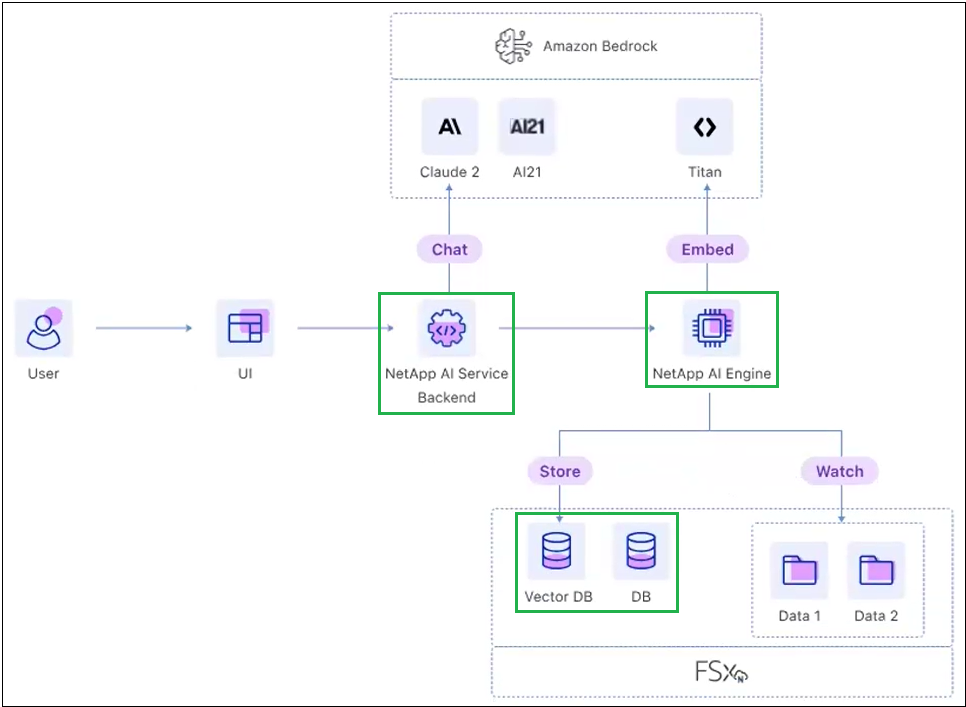 Amazon Bedrock
A\
AI21
Claude 2
AI21
Titan
Chat
Embed
User
UI
NetApp AI Service
Backend
NetApp AI Engine
Store
Watch
Vector DB
DB
Data 1
Data 2
FSx
N